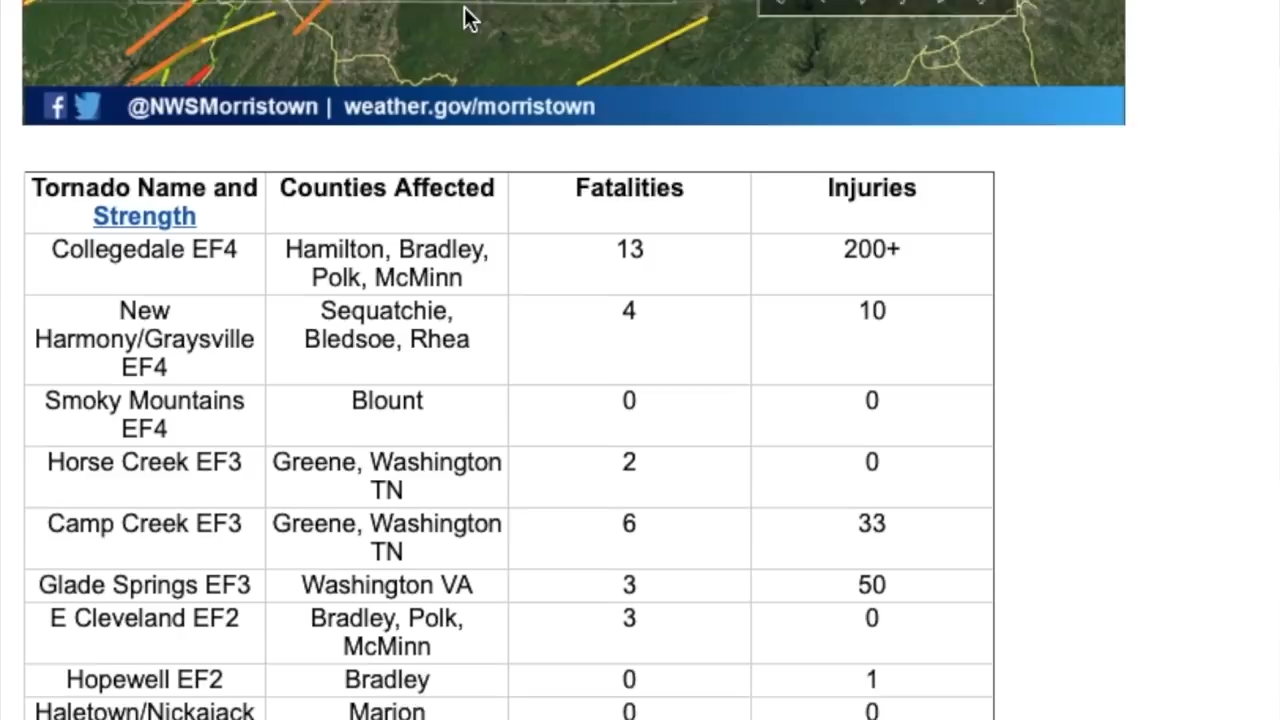 @NWSMorristown | weather.gov/morristown
Tornado Name and Strength
Counties Affected
Fatalities
Injuries
Collegedale EF4
Hamilton, Bradley,
Polk, McMinn
13
200+
New
Harmony/Graysville
EF4
Sequatchie,
Bledsoe, Rhea
4
10
Smoky Mountains
EF4
Blount
0
0
Horse Creek EF3
Greene, Washington
TN
2
0
Camp Creek EF3
Greene, Washington
TN
6
33
Glade Springs EF3
Washington VA
3
50
E Cleveland EF2
Bradley, Polk,
McMinn
3
0
Hopewell EF2
Bradley
0
1
Haletown/Nickajack
Marion
0
0